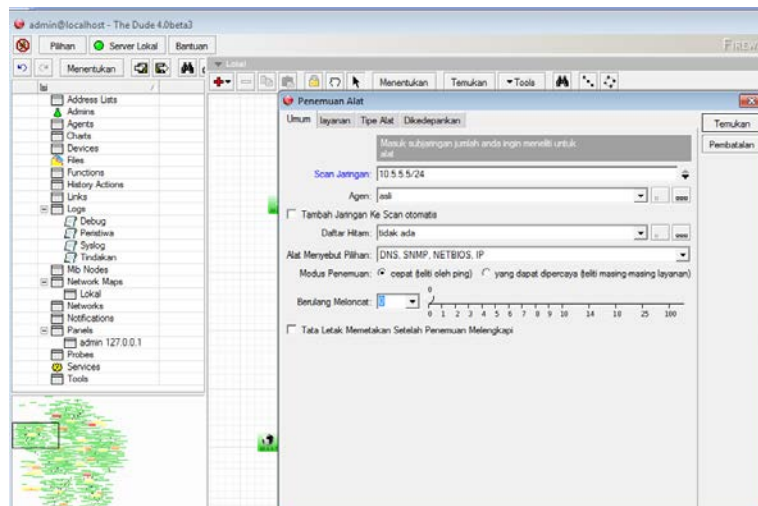 admin@localhost - The Dude 4.0beta3
Pilihan Server Lokal Bantuan
Menentukan
Isi
Address Lists
Admins
Agents
Charts
Devices
Files
Functions
History Actions
Links
Logs
Debug
Peristiwa
Syslog
Tindakan
Mib Nodes
Network Maps
Lokal
Networks
Notifications
Panels
admin 127.0.0.1
Probes
Services
Tools
Lokal
Menentukan Temukan Tools
Penemuan Alat
Umum layanan Tipe Alat Dikedepankan
Masuk subjaringan jumlah anda ingin meneliti untuk
alat
Scan Jaringan: 10.5.5.5/24
Agen: asli
Tambah Jaringan Ke Scan otomatis
Daftar Hitam: tidak ada
Alat Menyebut Pilihan: DNS, SNMP, NETBIOS, IP
Modus Penemuan: cepat (teliti oleh ping) yang dapat dipercaya (teliti masing-masing layanan)
Berulang Meloncat: 0
0
0 1 2 3 4 5 6 7 8 9 10 14 18 25 100
Tata Letak Memetakan Setelah Penemuan Melengkapi
Temukan
Pembatalan